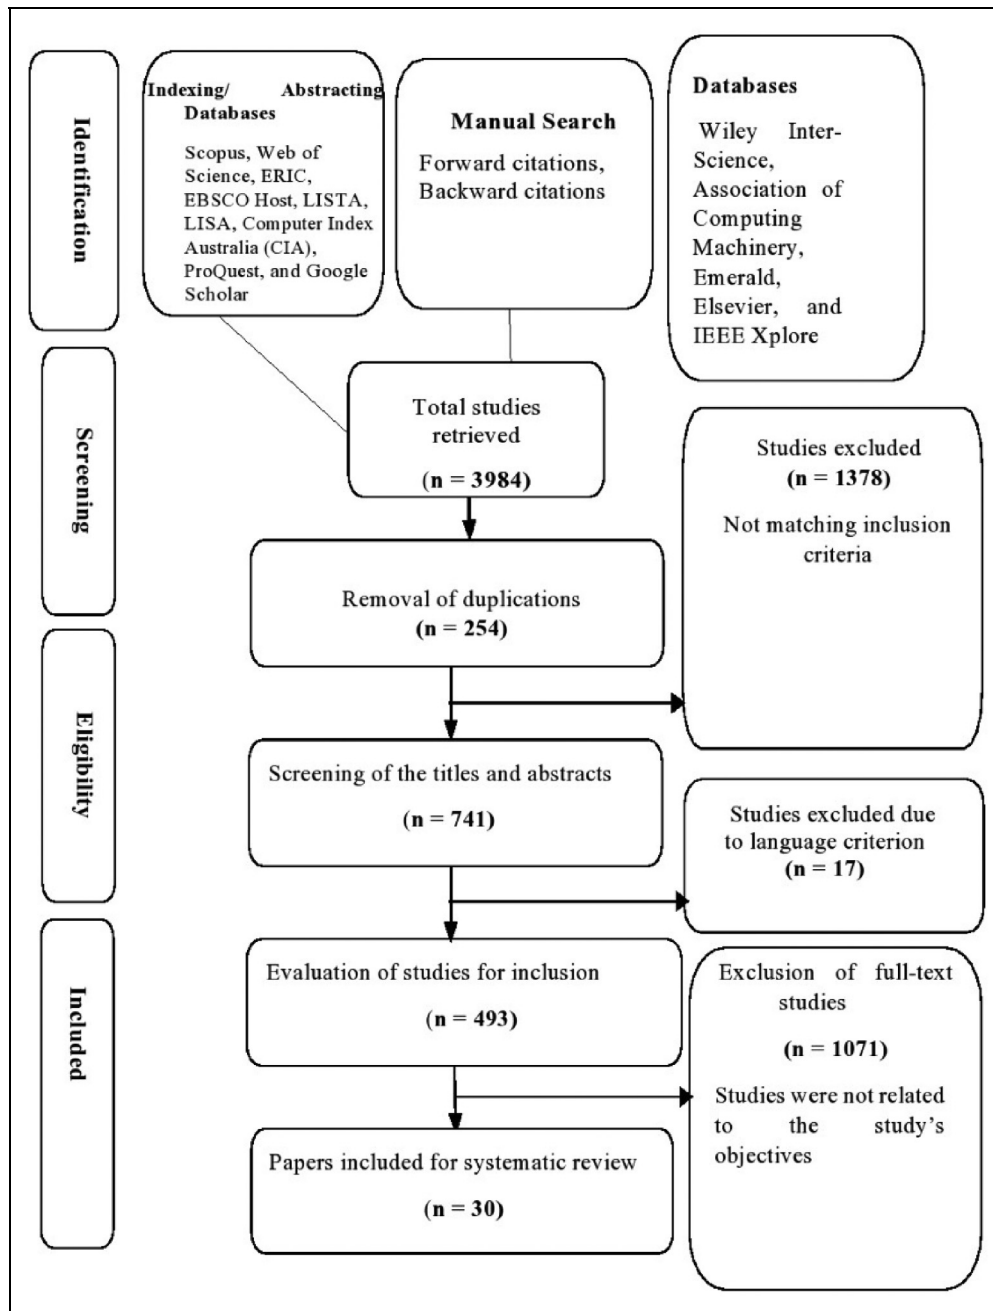 Identification
Indexing/ Abstracting
Databases
Scopus, Web of
Science, ERIC,
EBSCO Host, LISTA,
LISA, Computer Index
Australia (CIA),
ProQuest, and Google
Scholar
Manual Search
Forward citations,
Backward citations
Databases
Wiley Inter-
Science,
Association of
Computing
Machinery,
Emerald,
Elsevier, and
IEEE Xplore
Screening
Total studies
retrieved
(n = 3984)
Studies excluded
(n = 1378)
Not matching inclusion
criteria
Removal of duplications
(n = 254)
Eligibility
Screening of the titles and abstracts
(n = 741)
Studies excluded due
to language criterion
(n = 17)
Included
Evaluation of studies for inclusion
(n = 493)
Exclusion of full-text
studies
(n = 1071)
Studies were not related
to the study's
objectives
Papers included for systematic review
(n = 30)